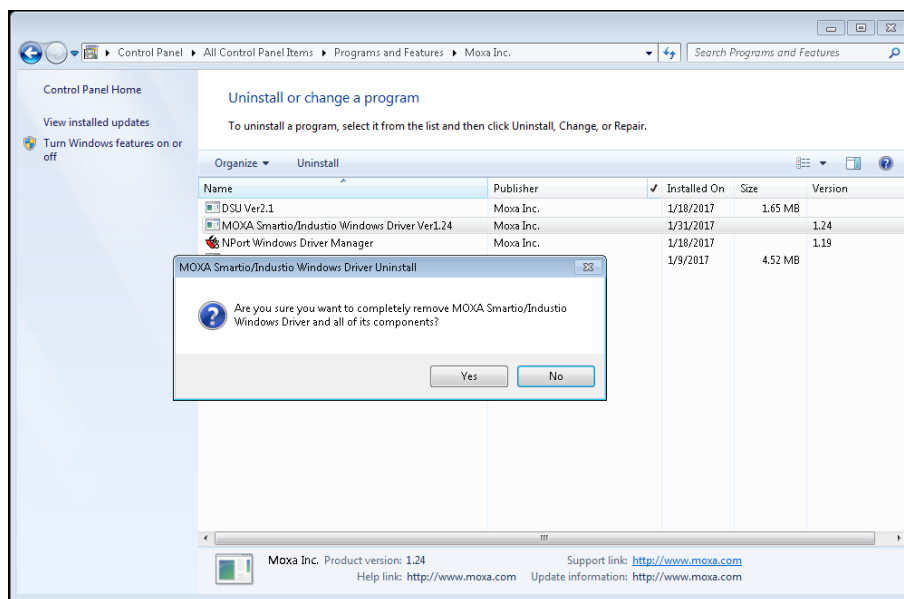 Control Panel ▸ All Control Panel Items ▸ Programs and Features ▸ Moxa Inc.
Search Programs and Features
Control Panel Home
View installed updates
Turn Windows features on or
off
Uninstall or change a program
To uninstall a program, select it from the list and then click Uninstall, Change, or Repair.
Organize
Uninstall
Name Publisher Installed On Size Version
DSU Ver2.1 Moxa Inc. 1/18/2017 1.65 MB
MOXA Smartio/Industio Windows Driver Ver1.24 Moxa Inc. 1/31/2017 1.24
NPort Windows Driver Manager Moxa Inc. 1/18/2017 1.19
1/9/2017 4.52 MB
MOXA Smartio/Industio Windows Driver Uninstall
Are you sure you want to completely remove MOXA Smartio/Industio
Windows Driver and all of its components?
Yes
No
Moxa Inc. Product version: 1.24 Support link: http://www.moxa.com
Help link: http://www.moxa.com Update information: http://www.moxa.com